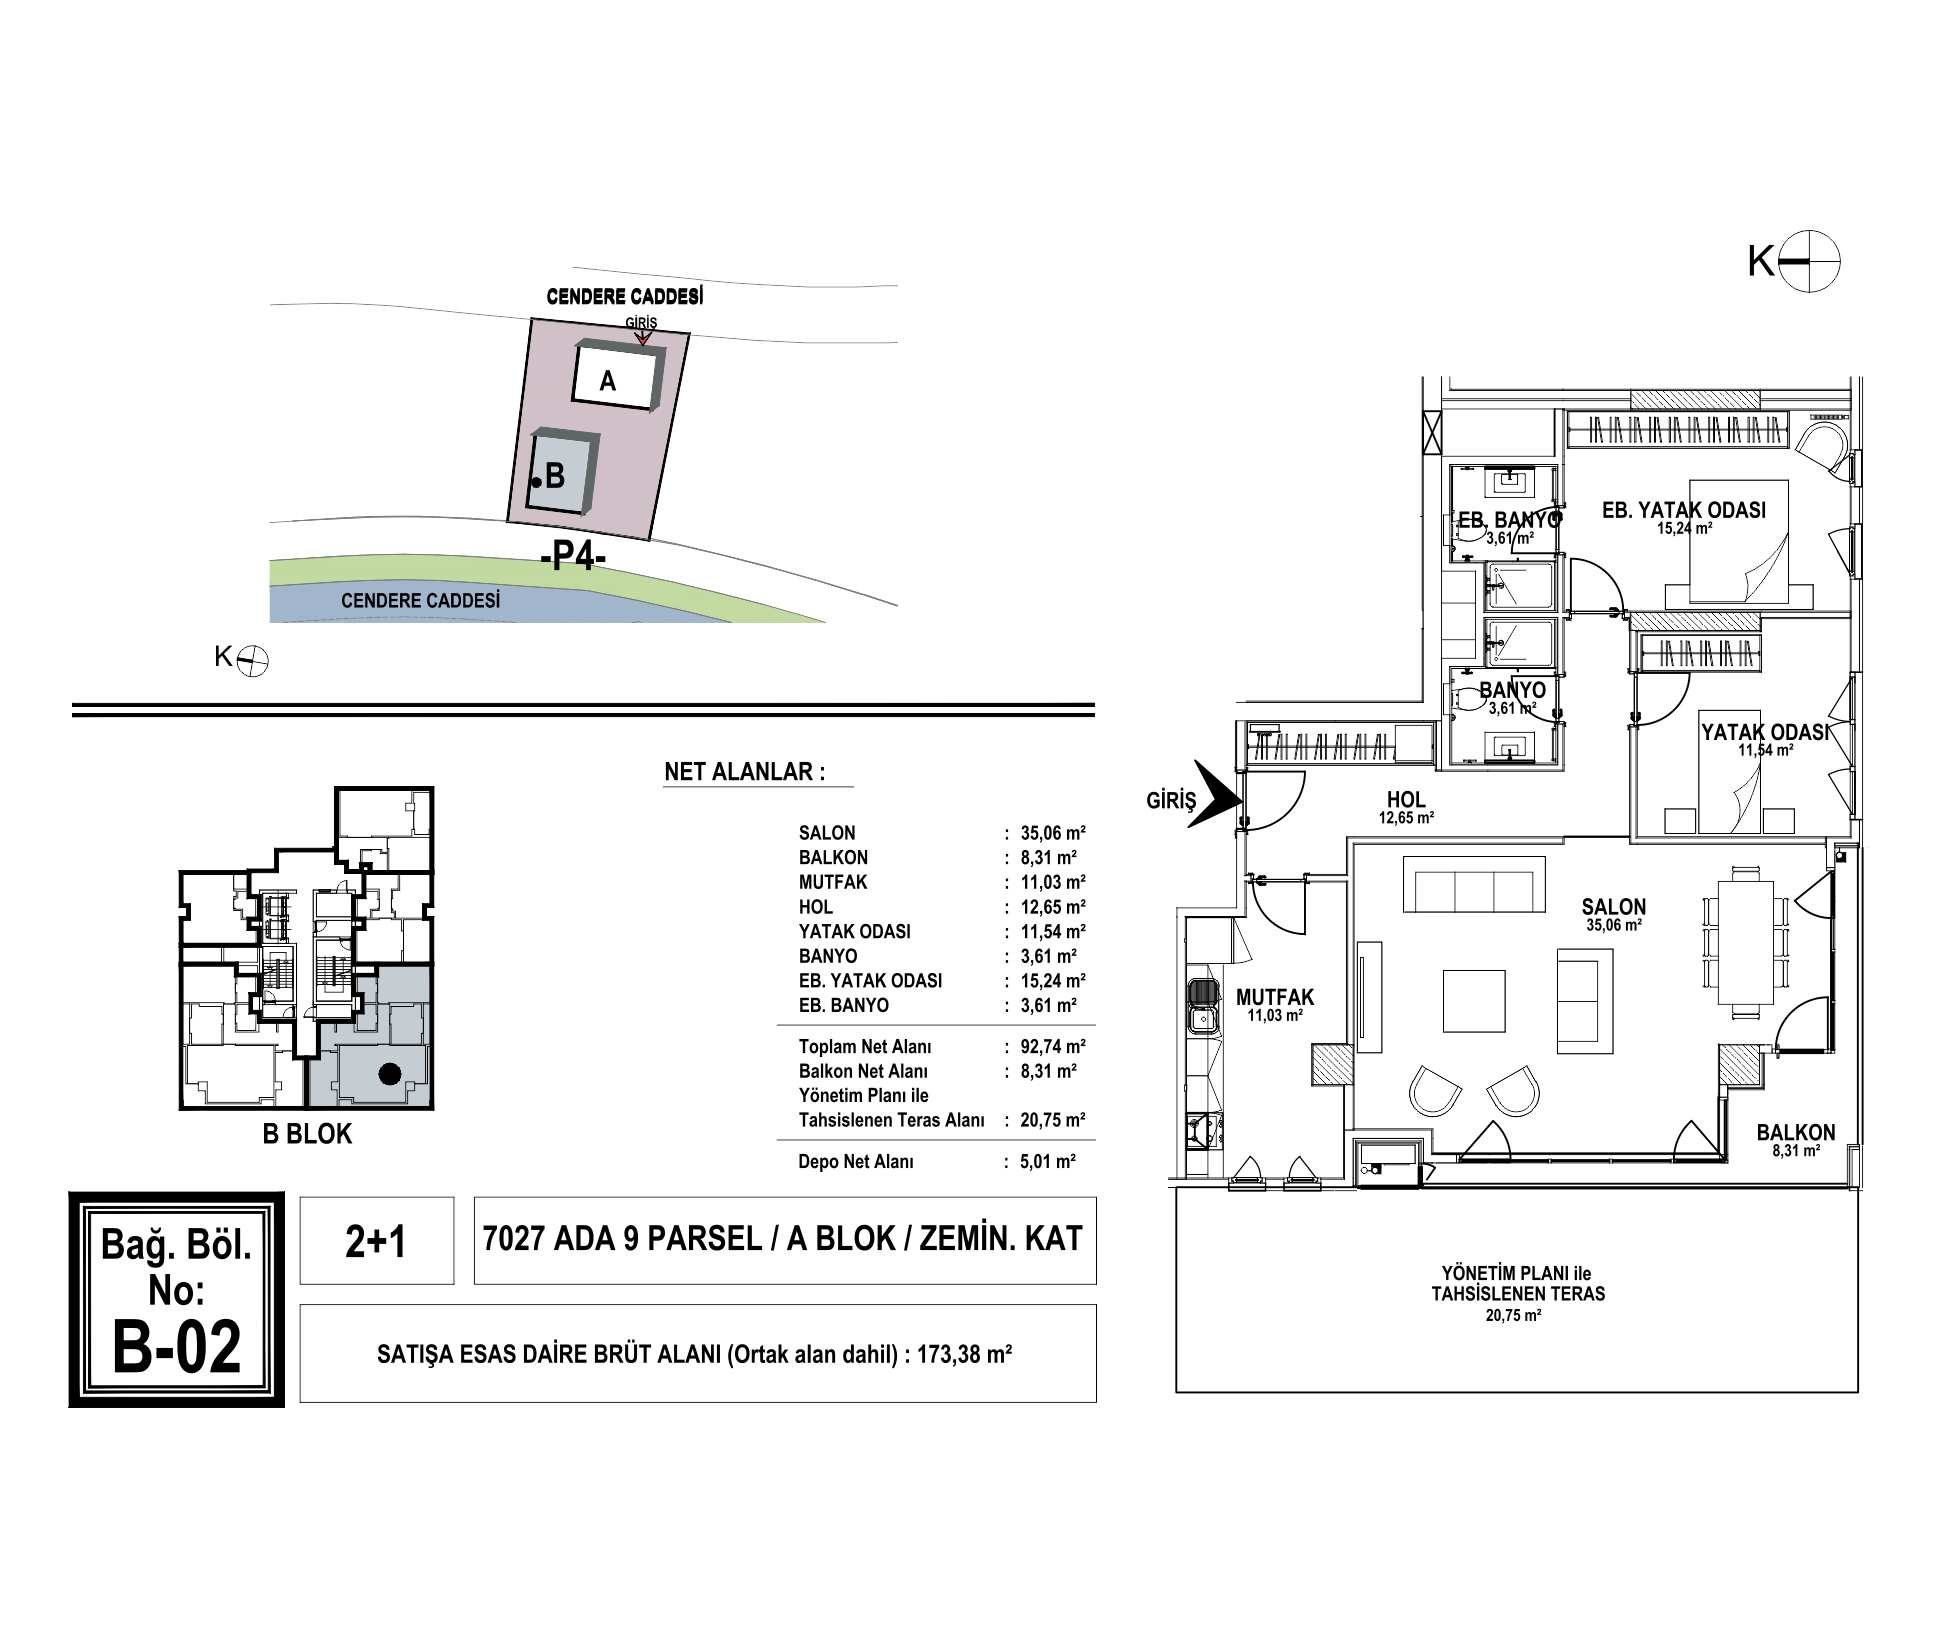 CENDERE CADDESİ
GİRİŞ
A
B
-P4-
CENDERE CADDESİ
K
B BLOK
NET ALANLAR :
SALON : 35,06 m²
BALKON : 8,31 m²
MUTFAK : 11,03 m²
HOL : 12,65 m²
YATAK ODASI : 11,54 m²
BANYO : 3,61 m²
EB. YATAK ODASI : 15,24 m²
EB. BANYO : 3,61 m²
Toplam Net Alanı : 92,74 m²
Balkon Net Alanı : 8,31 m²
Yönetim Planı ile
Tahsislenen Teras Alanı : 20,75 m²
Depo Net Alanı : 5,01 m²
Bağ. Böl.
No:
B-02
2+1
7027 ADA 9 PARSEL / A BLOK / ZEMİN. KAT
SATIŞA ESAS DAİRE BRÜT ALANI (Ortak alan dahil) : 173,38 m²
K
EB. BANYO
3,61 m²
EB. YATAK ODASI
15,24 m²
BANYO
3,61 m²
YATAK ODASI
11,54 m²
GİRİŞ
HOL
12,65 m²
SALON
35,06 m²
MUTFAK
11,03 m²
BALKON
8,31 m²
YÖNETİM PLANI ile
TAHSİSLENEN TERAS
20,75 m²